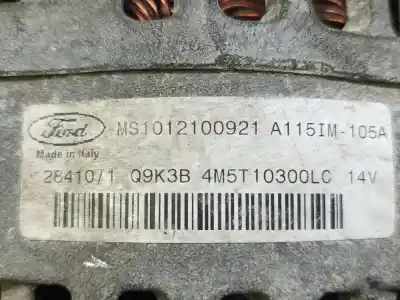 Ford MS1012100921 A115IM-105A
Made in Italy
28410/1 Q9K3B 4M5T10300LC 14V